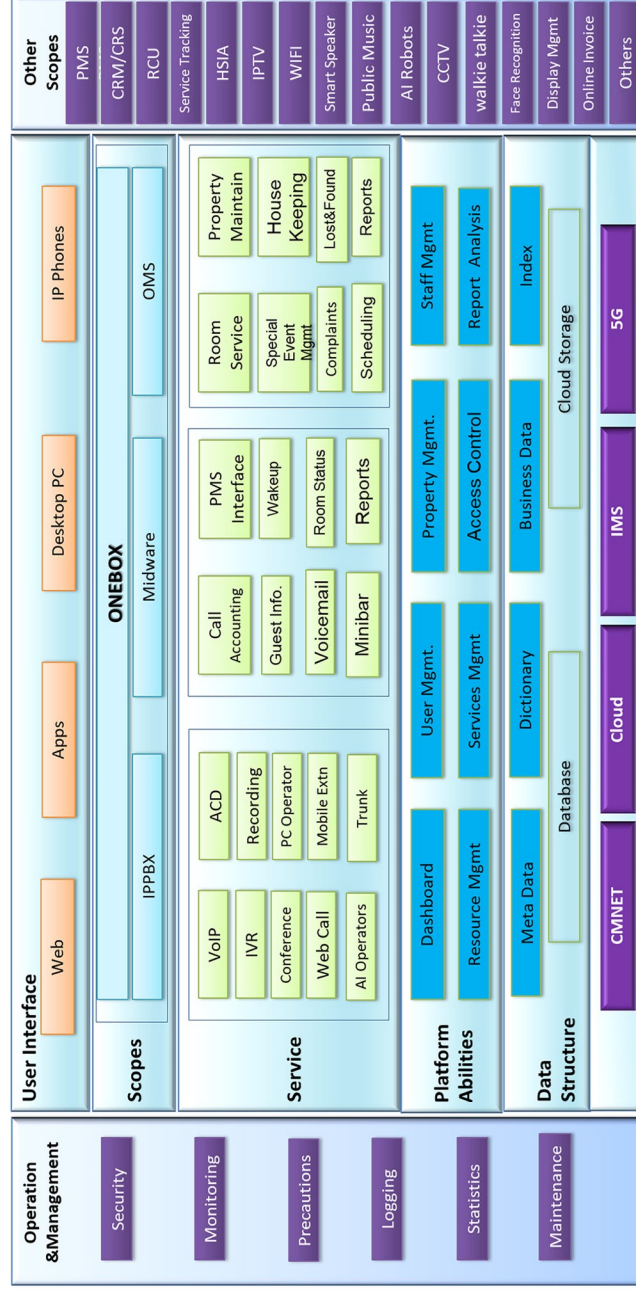 Operation
&Management
Security
Monitoring
Precautions
Logging
Statistics
Maintenance
User Interface
Web
Apps
Desktop PC
IP Phones
Scopes
ONEBOX
IPPBX
Midware
OMS
Service
VoIP
ACD
IVR
Recording
Conference
PC Operator
Web Call
Mobile Extn
AI Operators
Trunk
Call
Accounting
PMS
Interface
Guest Info.
Wakeup
Voicemail
Room Status
Minibar
Reports
Room
Service
Property
Maintain
Special
Event
Mgmt
House
Keeping
Complaints
Lost&Found
Scheduling
Reports
Platform
Abilities
Dashboard
User Mgmt.
Property Mgmt.
Staff Mgmt
Resource Mgmt
Services Mgmt
Access Control
Report Analysis
Data
Structure
Meta Data
Dictionary
Business Data
Index
Database
Cloud Storage
CMNET
Cloud
IMS
5G
Other
Scopes
PMS
CRM/CRS
RCU
Service Tracking
HSIA
IPTV
WIFI
Smart Speaker
Public Music
AI Robots
CCTV
walkie talkie
Face Recognition
Display Mgmt
Online Invoice
Others